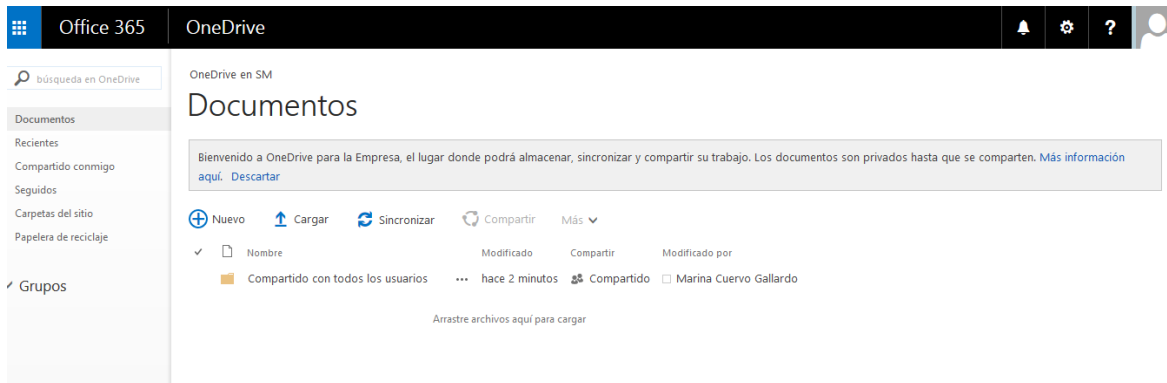 Office 365
OneDrive
?
búsqueda en OneDrive
Documentos
Recientes
Compartido conmigo
Seguidos
Carpetas del sitio
Papelera de reciclaje
Grupos
OneDrive en SM
Documentos
Bienvenido a OneDrive para la Empresa, el lugar donde podrá almacenar, sincronizar y compartir su trabajo. Los documentos son privados hasta que se comparten. Más información
aquí. Descartar
Nuevo Cargar Sincronizar Compartir Más
Nombre Modificado Compartir Modificado por
Compartido con todos los usuarios ... hace 2 minutos Compartido Marina Cuervo Gallardo
Arrastre archivos aquí para cargar